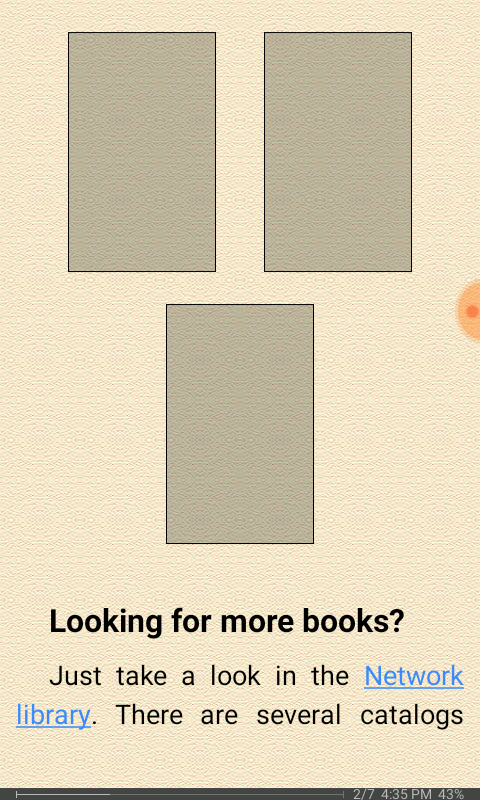 Looking for more books?
Just take a look in the Network
library. There are several catalogs
2/7 4:35 PM 43%